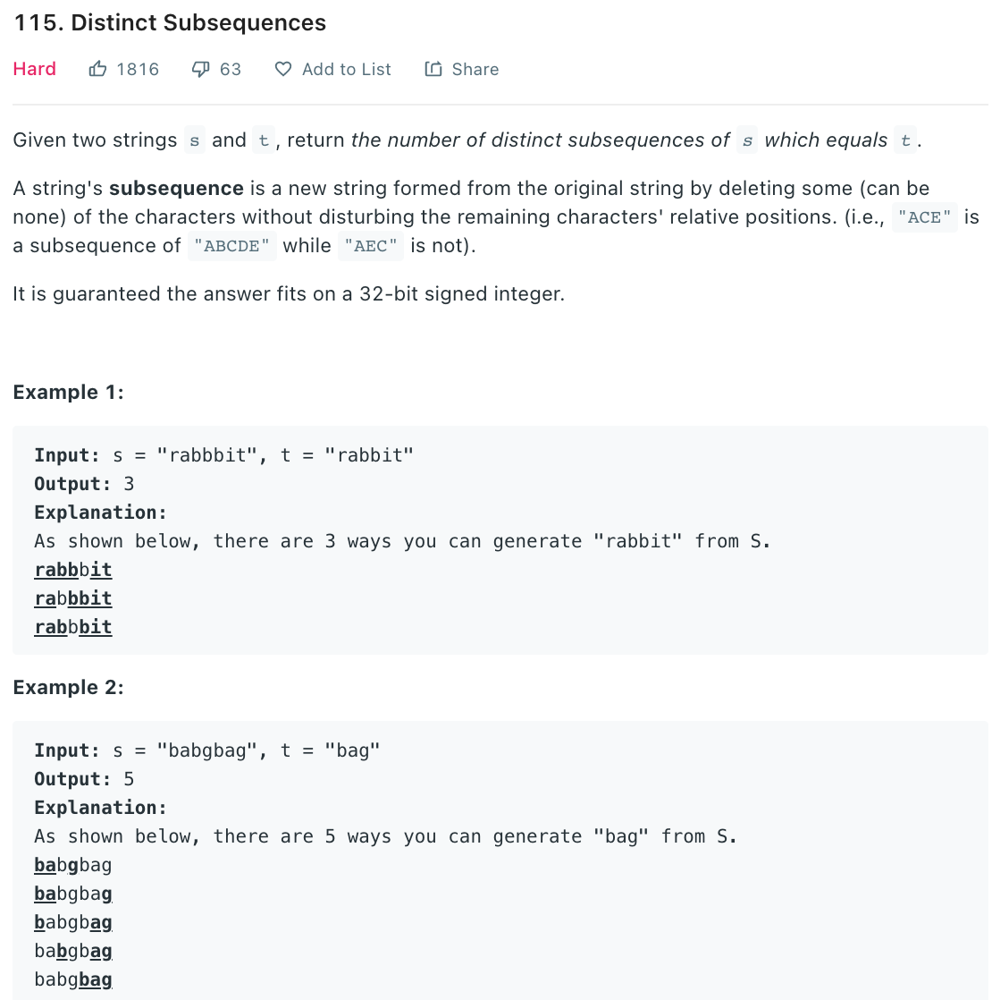 115. Distinct Subsequences
Hard 1816 63 Add to List Share
Given two strings s and t, return the number of distinct subsequences of s which equals t.
A string's subsequence is a new string formed from the original string by deleting some (can be
none) of the characters without disturbing the remaining characters' relative positions. (i.e., "ACE" is
a subsequence of "ABCDE" while "AEC" is not).
It is guaranteed the answer fits on a 32-bit signed integer.
Example 1:
Input: s = "rabbbit", t = "rabbit"
Output: 3
Explanation:
As shown below, there are 3 ways you can generate "rabbit" from S.
rabbbit
rabbbit
rabbbit
Example 2:
Input: s = "babgbag", t = "bag"
Output: 5
Explanation:
As shown below, there are 5 ways you can generate "bag" from S.
babgbag
babgbag
babgbag
babgbag
babgbag